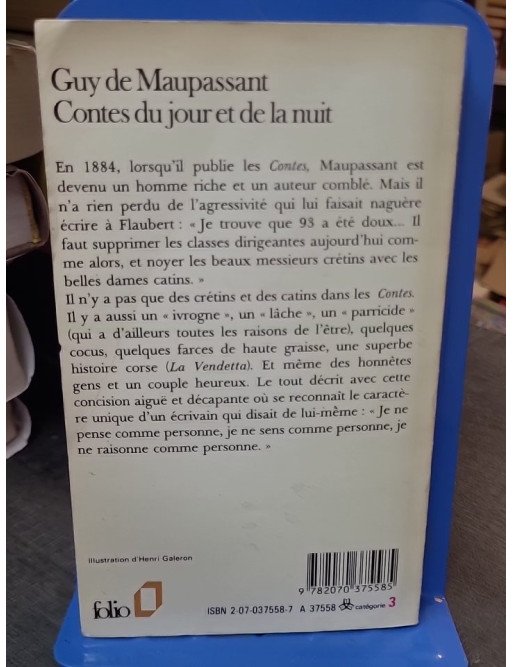 Guy de Maupassant
Contes du jour et de la nuit
En 1884, lorsqu'il publie les Contes, Maupassant est
devenu un homme riche et un auteur comblé. Mais il
n'a rien perdu de l'agressivité qui lui faisait naguère
écrire à Flaubert : « Je trouve que 93 a été doux... Il
faut supprimer les classes dirigeantes aujourd'hui com-
me alors, et noyer les beaux messieurs crétins avec les
belles dames catins. »
Il n'y a pas que des crétins et des catins dans les Contes.
Il y a aussi un « ivrogne », un « lâche », un « parricide »
(qui a d'ailleurs toutes les raisons de l'être), quelques
cocus, quelques farces de haute graisse, une superbe
histoire corse (La Vendetta). Et même des honnêtes
gens et un couple heureux. Le tout décrit avec cette
concision aiguë et décapante où se reconnaît le caractè-
re unique d'un écrivain qui disait de lui-même : « Je ne
pense comme personne, je ne sens comme personne, je
ne raisonne comme personne. »
Illustration d'Henri Galeron
9 782070 375585
folio
ISBN 2-07-037558-7 A 37558 catégorie 3